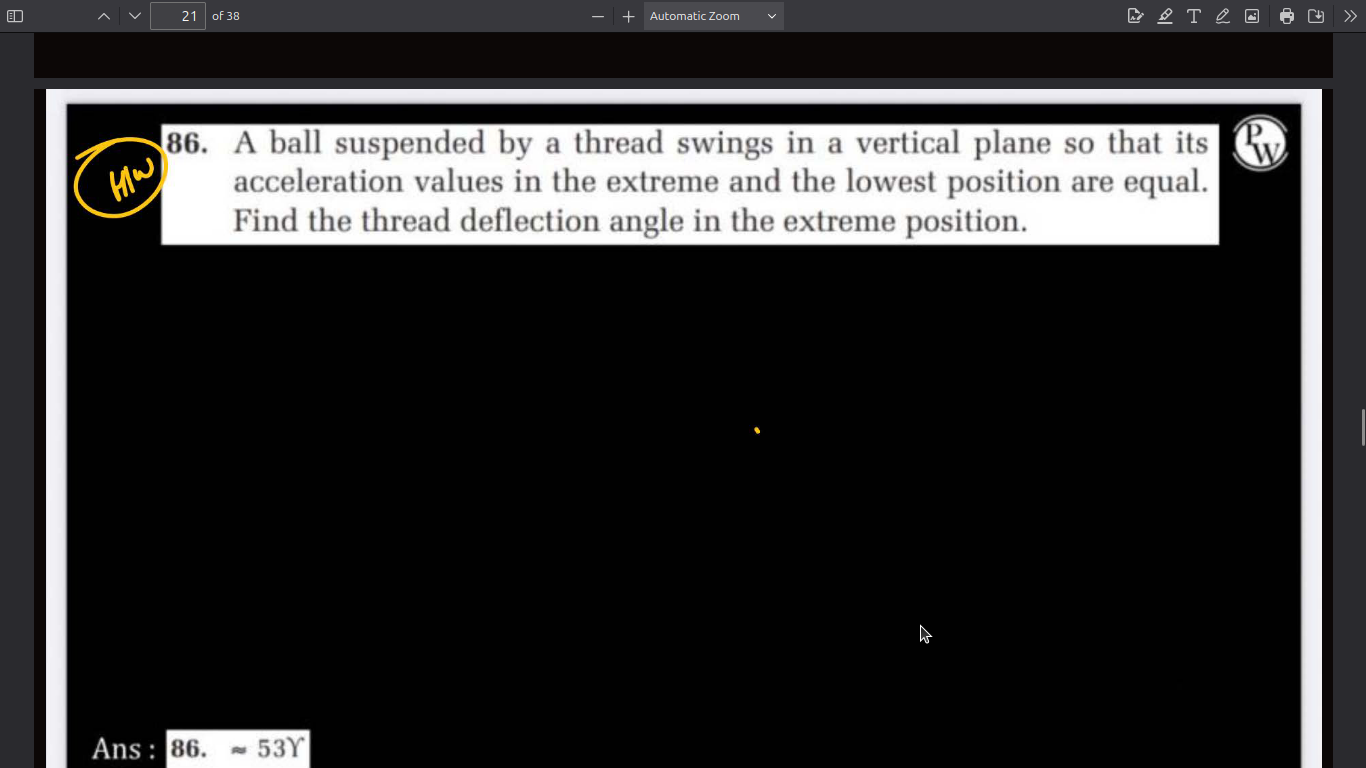 21 of 38 Automatic Zoom
H/W
86. A ball suspended by a thread swings in a vertical plane so that its
acceleration values in the extreme and the lowest position are equal.
Find the thread deflection angle in the extreme position.
PW
Ans : 86. ≈ 53ϒ